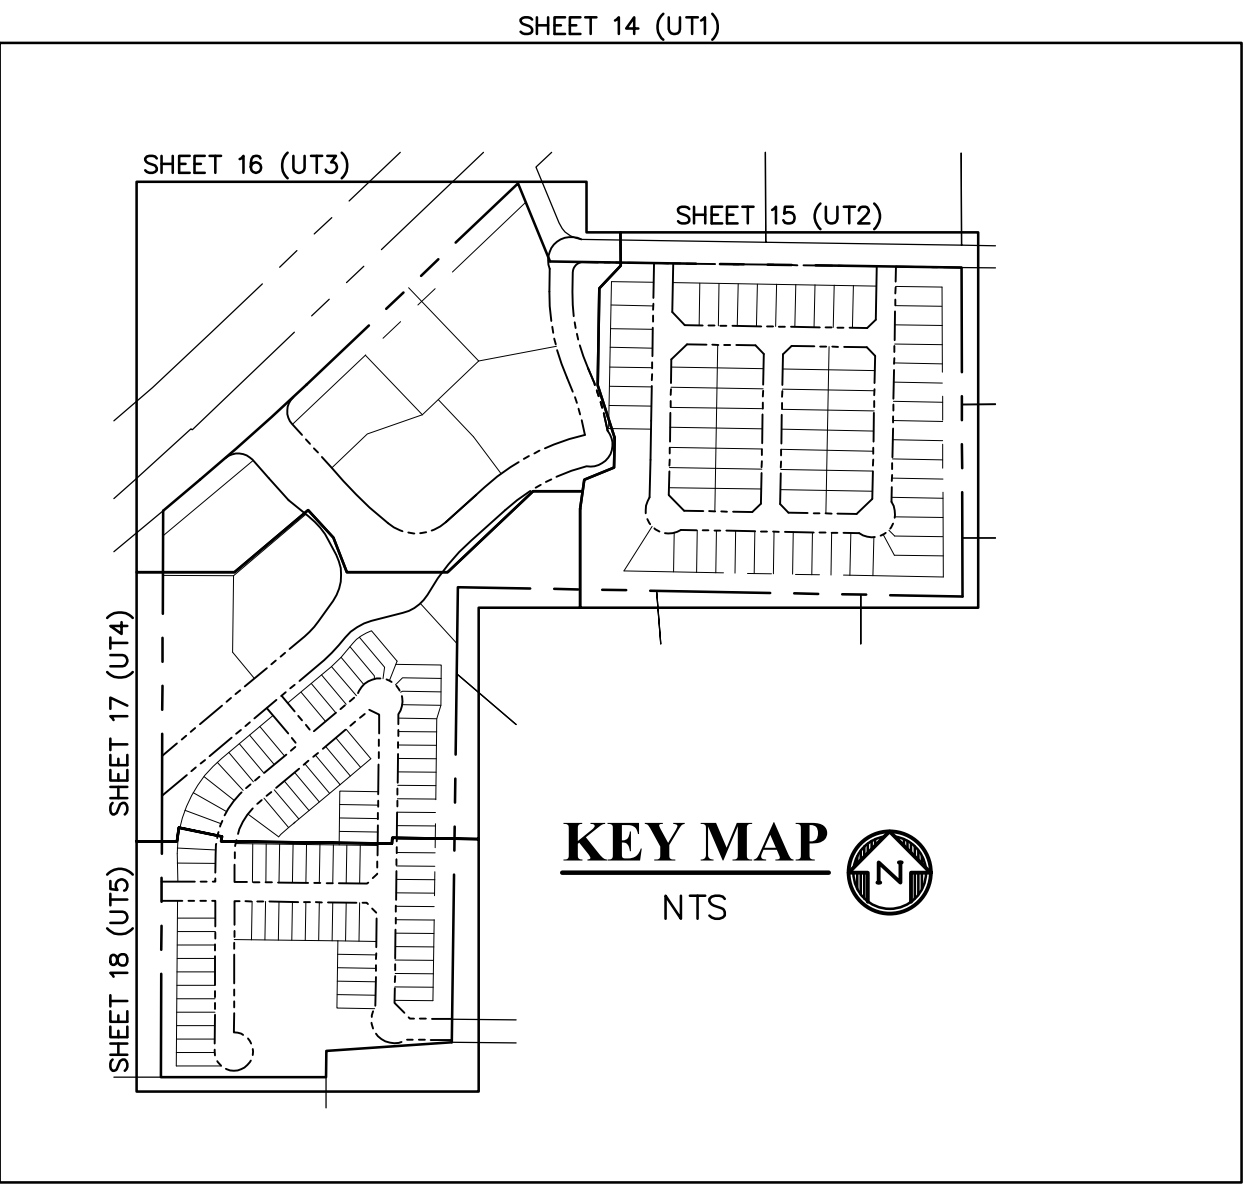 SHEET 14 (UT1)
SHEET 16 (UT3)
SHEET 15 (UT2)
SHEET 17 (UT4)
SHEET 18 (UT5)
KEY MAP
NTS
N